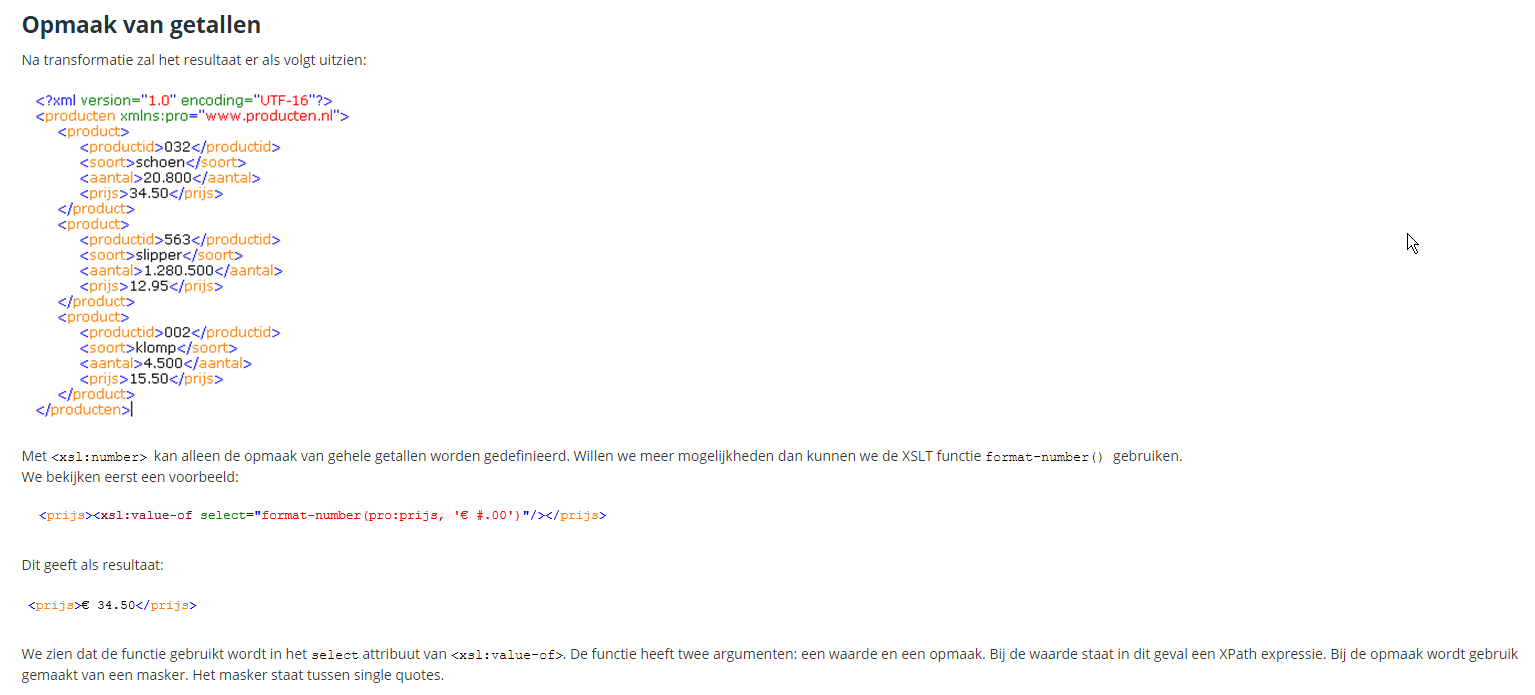 Opmaak van getallen
Na transformatie zal het resultaat er als volgt uitzien:
<?xml version="1.0" encoding="UTF-16"?>
<producten xmlns:pro="www.producten.nl">
<product>
<productid>032</productid>
<soort>schoen</soort>
<aantal>20.800</aantal>
<prijs>34.50</prijs>
</product>
<product>
<productid>563</productid>
<soort>slipper</soort>
<aantal>1.280.500</aantal>
<prijs>12.95</prijs>
</product>
<product>
<productid>002</productid>
<soort>klomp</soort>
<aantal>4.500</aantal>
<prijs>15.50</prijs>
</product>
</producten>
Met <xsl:number> kan alleen de opmaak van gehele getallen worden gedefinieerd. Willen we meer mogelijkheden dan kunnen we de XSLT functie format-number() gebruiken.
We bekijken eerst een voorbeeld:
<prijs><xsl:value-of select="format-number(pro:prijs, '€ #.00')"/></prijs>
Dit geeft als resultaat:
<prijs>€ 34.50</prijs>
We zien dat de functie gebruikt wordt in het select attribuut van <xsl:value-of>. De functie heeft twee argumenten: een waarde en een opmaak. Bij de waarde staat in dit geval een XPath expressie. Bij de opmaak wordt gebruik
gemaakt van een masker. Het masker staat tussen single quotes.